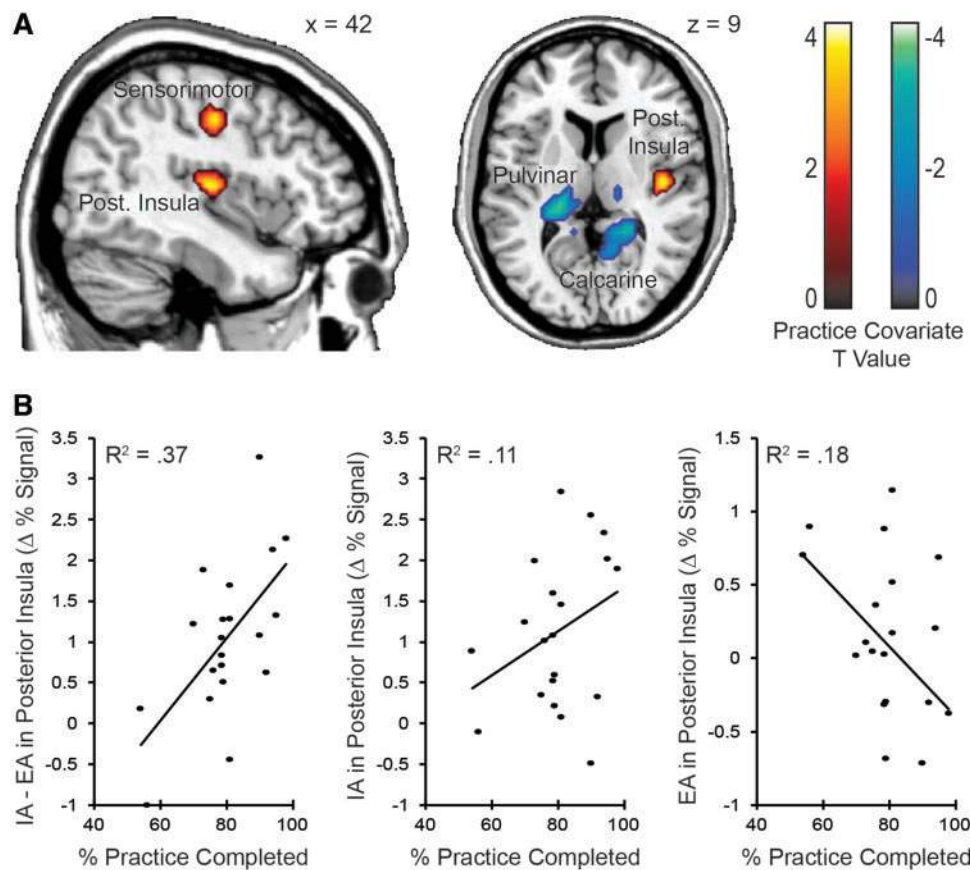 A
x = 42
z = 9
Sensorimotor
Post. Insula
Post.
Insula
Pulvinar
Calcarine
4
2
0
-4
-2
-0
Practice Covariate
T Value
B
IA - EA in Posterior Insula (Δ % Signal)
R² = .37
3.5
3
2.5
2
1.5
1
0.5
0
-0.5
-1
40 60 80 100
% Practice Completed
IA in Posterior Insula (Δ % Signal)
R² = .11
3.5
3
2.5
2
1.5
1
0.5
0
-0.5
-1
40 60 80 100
% Practice Completed
EA in Posterior Insula (Δ % Signal)
R² = .18
1.5
1
0.5
0
-0.5
-1
40 60 80 100
% Practice Completed